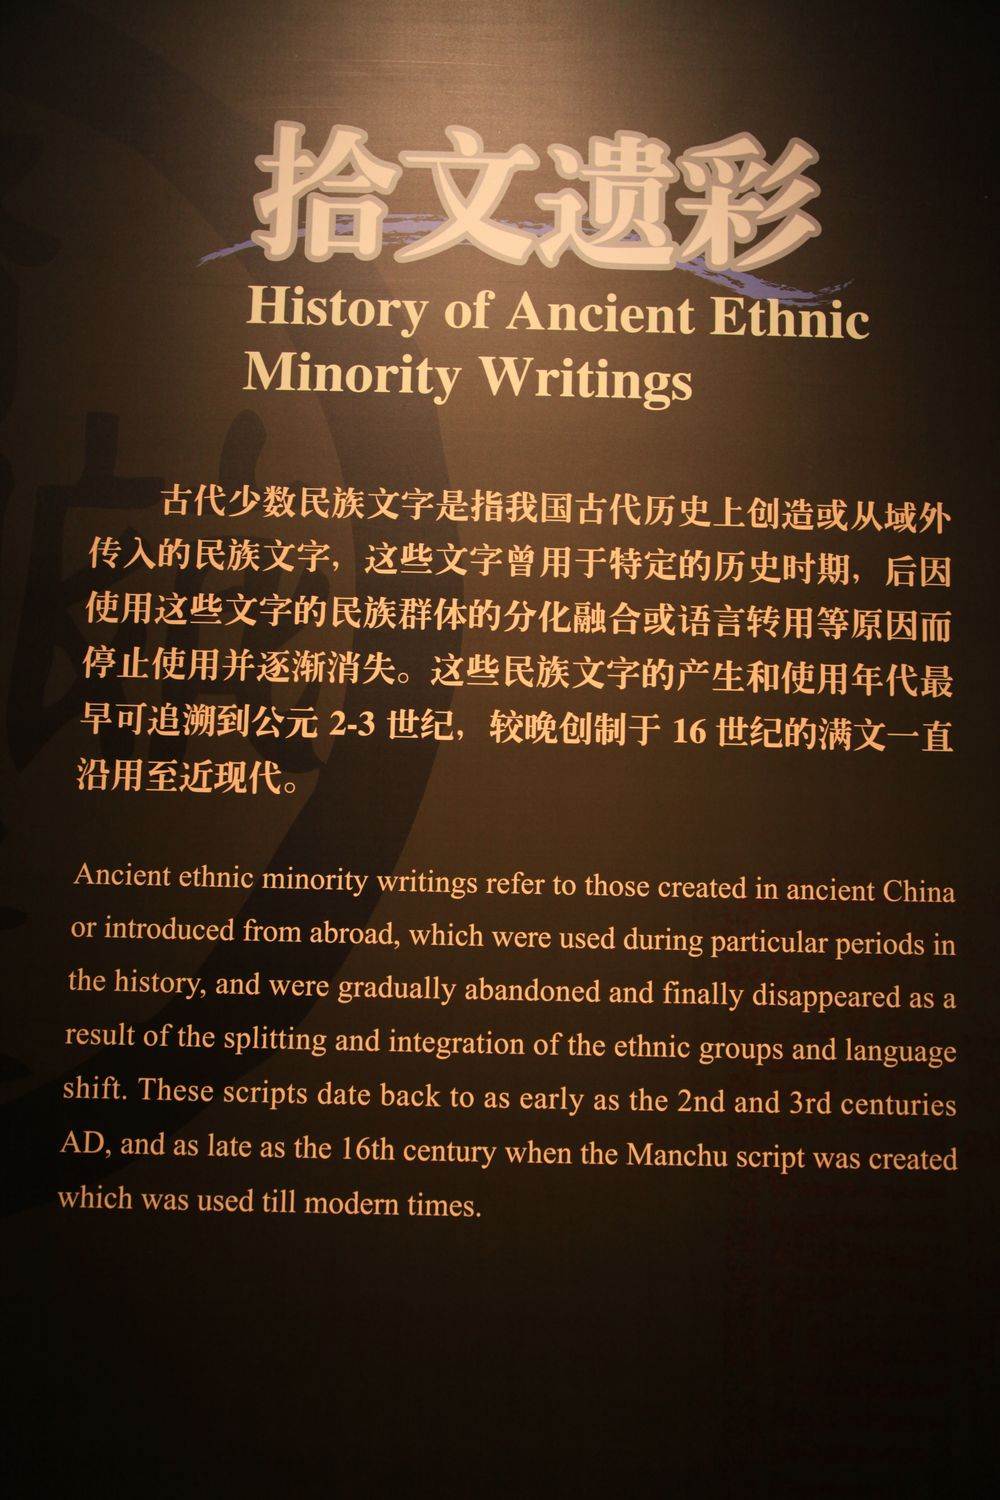 拾文遗彩
History of Ancient Ethnic
Minority Writings
古代少数民族文字是指我国古代历史上创造或从域外
传入的民族文字，这些文字曾用于特定的历史时期，后因
使用这些文字的民族群体的分化融合或语言转用等原因而
停止使用并逐渐消失。这些民族文字的产生和使用年代最
早可追溯到公元 2-3 世纪，较晚创制于 16 世纪的满文一直
沿用至近现代。
Ancient ethnic minority writings refer to those created in ancient China
or introduced from abroad, which were used during particular periods in
the history, and were gradually abandoned and finally disappeared as a
result of the splitting and integration of the ethnic groups and language
shift. These scripts date back to as early as the 2nd and 3rd centuries
AD, and as late as the 16th century when the Manchu script was created
which was used till modern times.